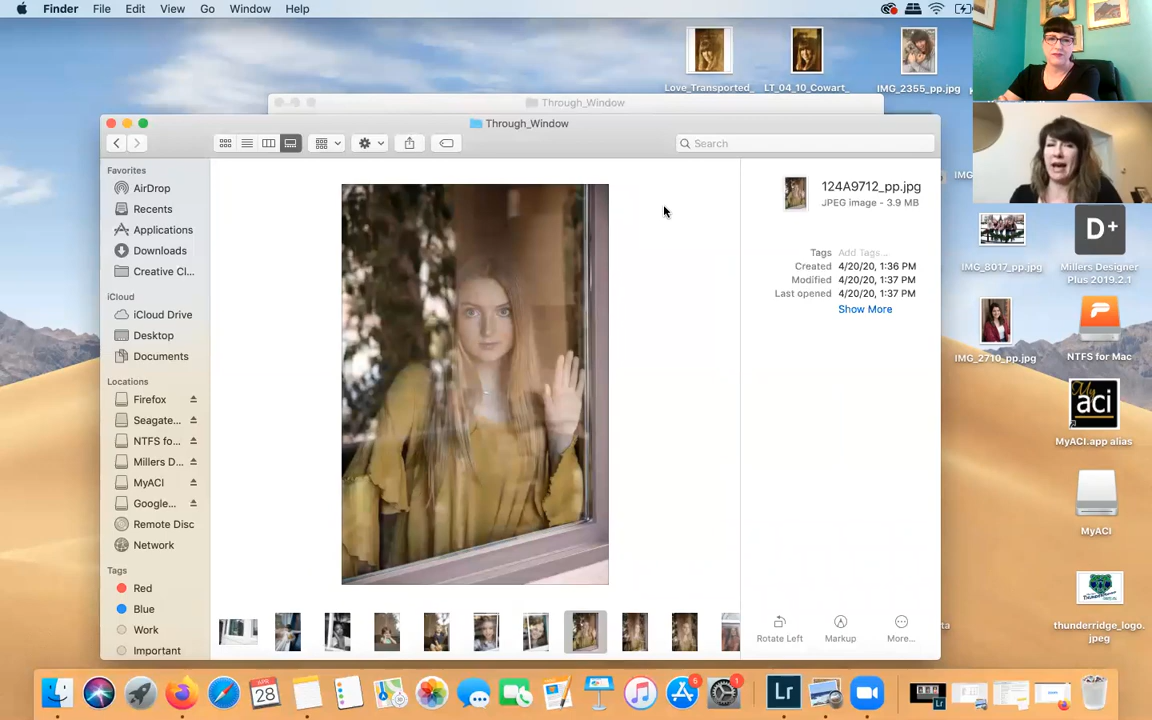 Finder File Edit View Go Window Help
Love_Transported_
LT_04_10_Cowart_
IMG_2355_pp.jpg
Through_Window
Through_Window
Search
Favorites
AirDrop
Recents
Applications
Downloads
Creative Cl...
iCloud
iCloud Drive
Desktop
Documents
Locations
Firefox
Seagate...
NTFS fo...
Millers D...
MyACI
Google...
Remote Disc
Network
Tags
Red
Blue
Work
Important
124A9712_pp.jpg
JPEG image - 3.9 MB
Tags Add Tags...
Created 4/20/20, 1:36 PM
Modified 4/20/20, 1:37 PM
Last opened 4/20/20, 1:37 PM
Show More
Rotate Left
Markup
More...
IMG_8017_pp.jpg
D+
Millers Designer
Plus 2019.2.1
IMG_2710_pp.jpg
NTFS for Mac
My
aci
MyACI.app alias
MyACI
thunderridge_logo.
jpeg
APR
28
6
1
Lr